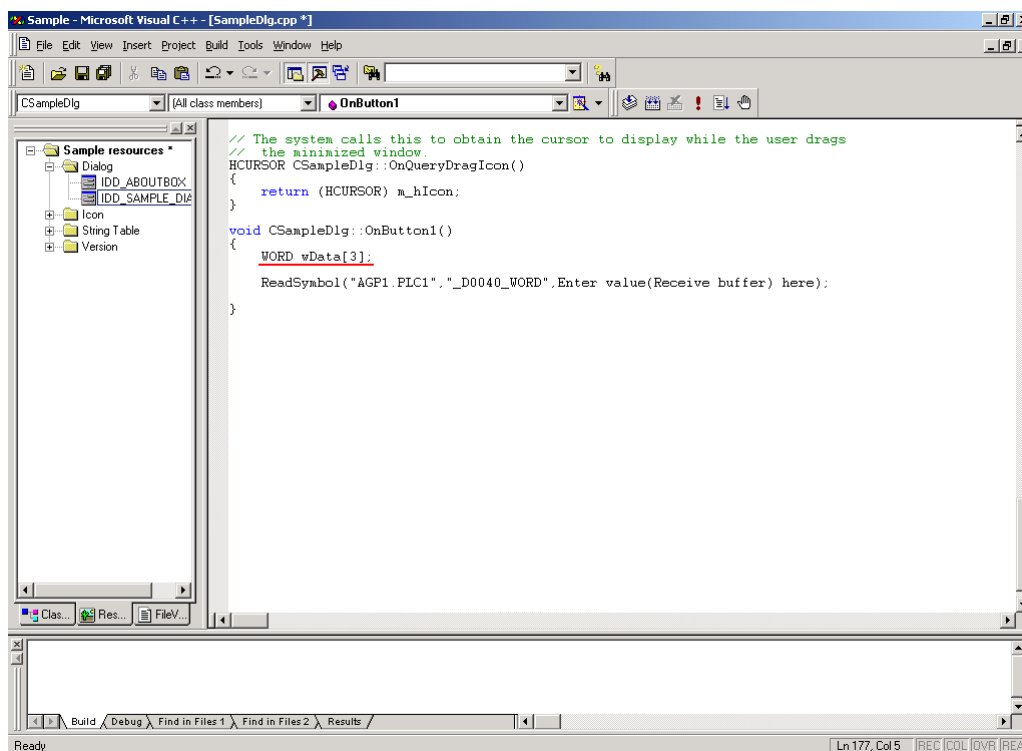 Sample - Microsoft Visual C++ - [SampleDlg.cpp *]
File Edit View Insert Project Build Tools Window Help
CSampleDlg (All class members) OnButton1
Sample resources *
Dialog
IDD_ABOUTBOX
IDD_SAMPLE_DIA
Icon
String Table
Version
// The system calls this to obtain the cursor to display while the user drags
//  the minimized window.
HCURSOR CSampleDlg::OnQueryDragIcon()
{
    return (HCURSOR) m_hIcon;
}
void CSampleDlg::OnButton1()
{
    WORD wData[3];
    ReadSymbol("AGP1.PLC1","_D0040_WORD",Enter value(Receive buffer) here);
}
Clas... Res... FileV...
Build Debug Find in Files 1 Find in Files 2 Results
Ready Ln 177, Col 5 REC COL OVR REA